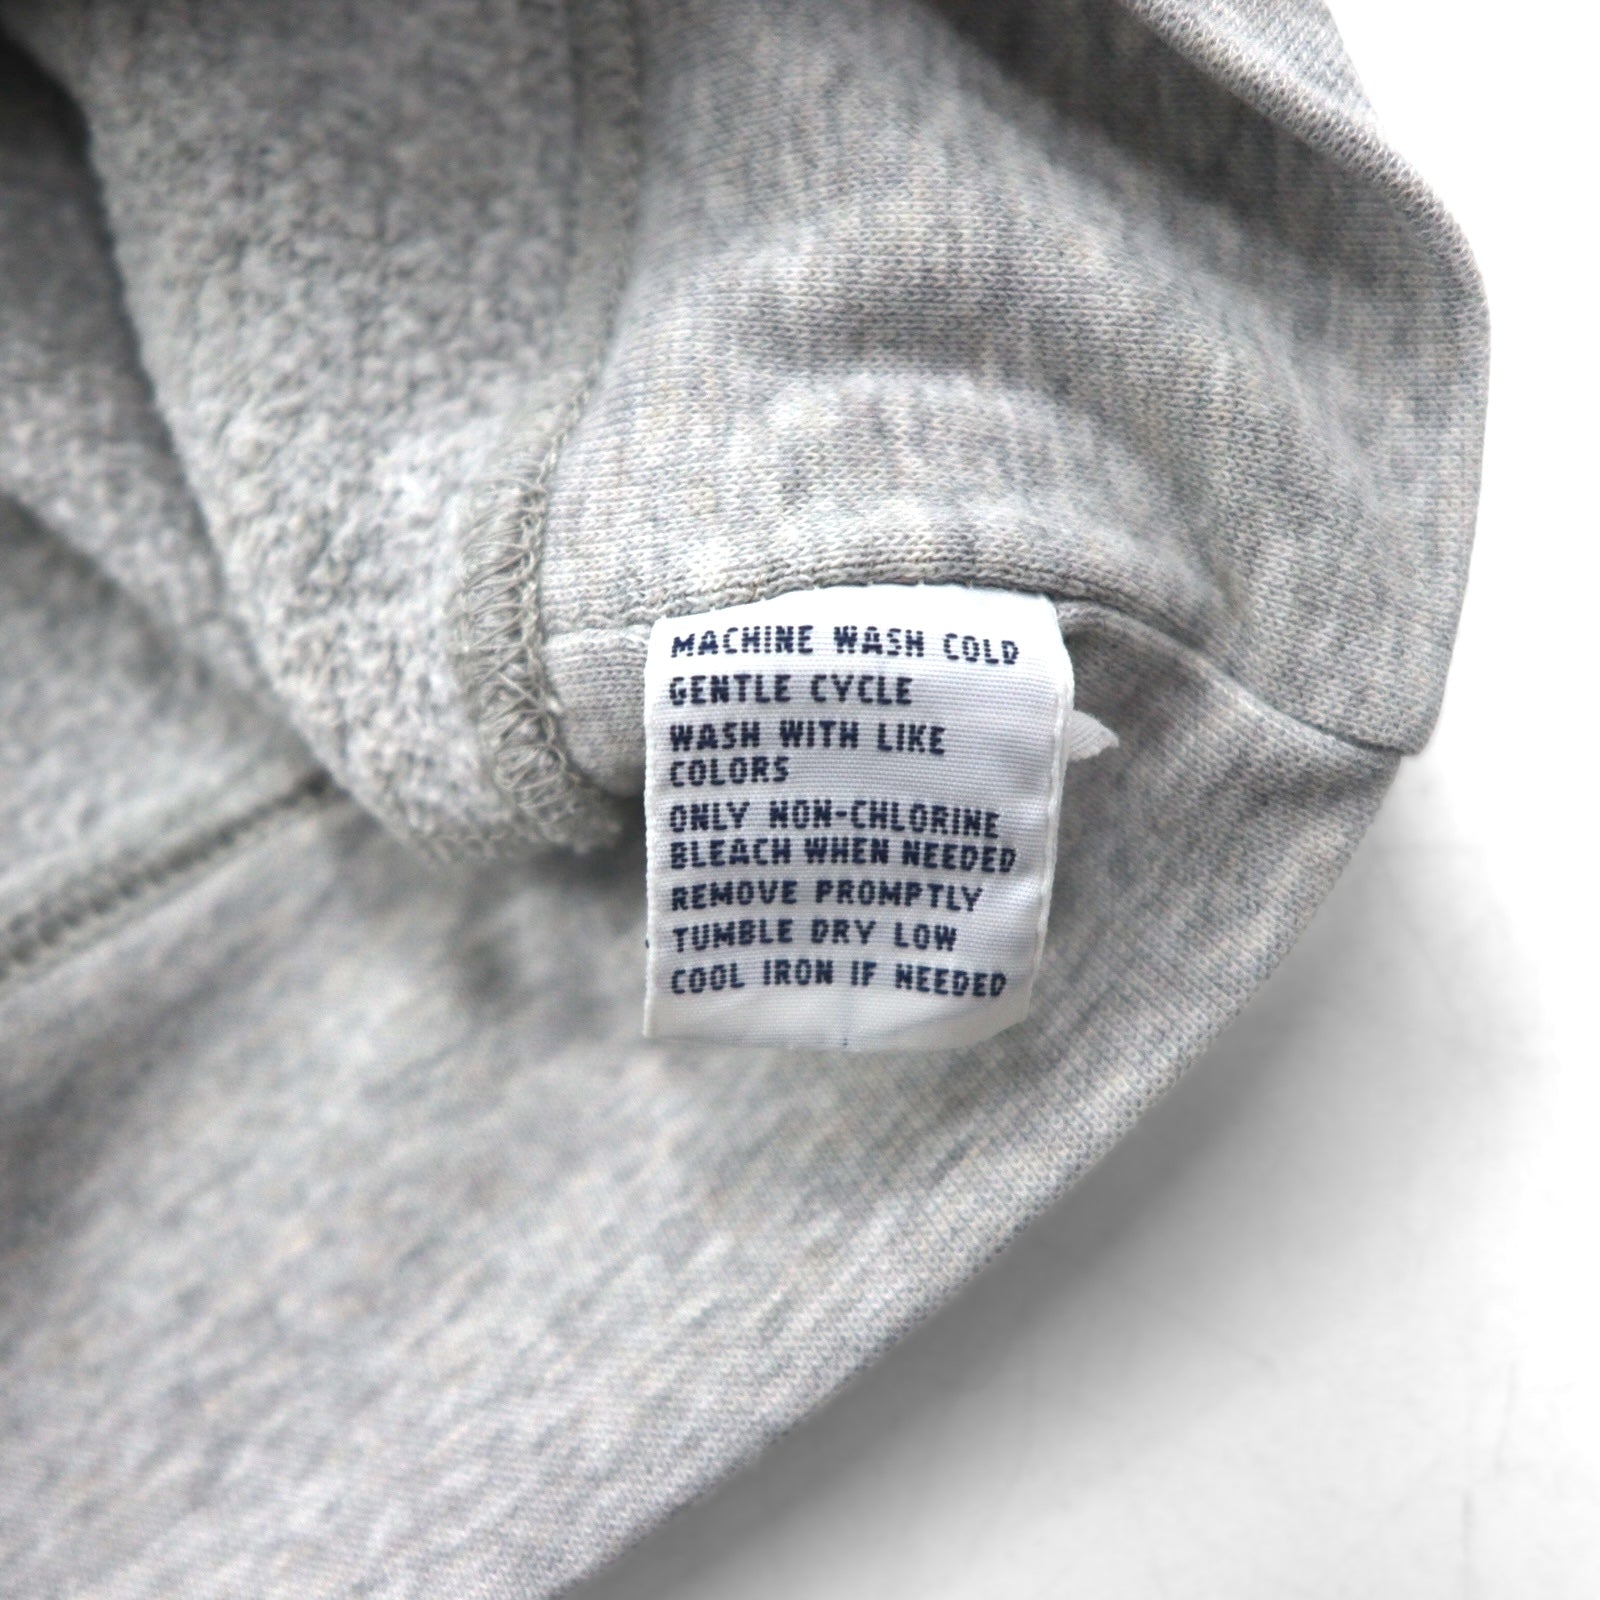 MACHINE WASH COLD
GENTLE CYCLE
WASH WITH LIKE
COLORS
ONLY NON-CHLORINE
BLEACH WHEN NEEDED
REMOVE PROMPTLY
TUMBLE DRY LOW
COOL IRON IF NEEDED